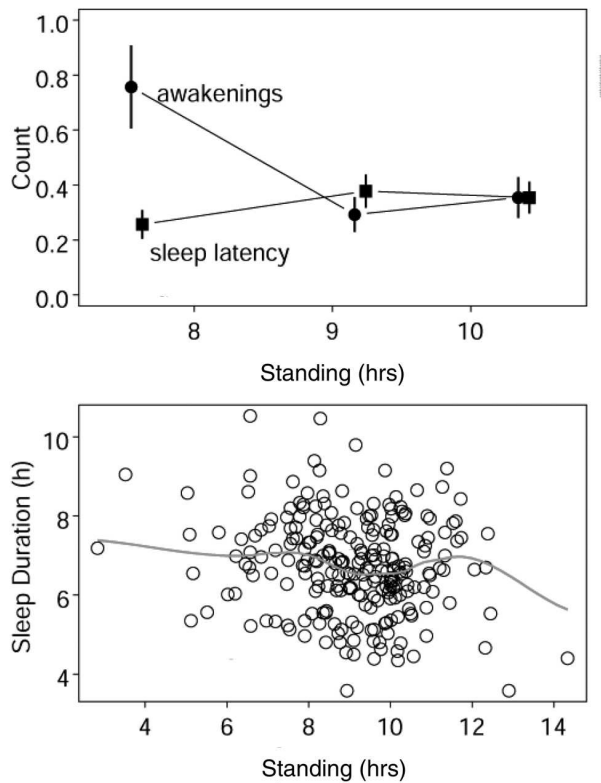 1.0
0.8
awakenings
0.6
Count
0.4
0.2
sleep latency
0.0
8 9 10
Standing (hrs)
10
8
Sleep Duration (h)
6
4
4 6 8 10 12 14
Standing (hrs)